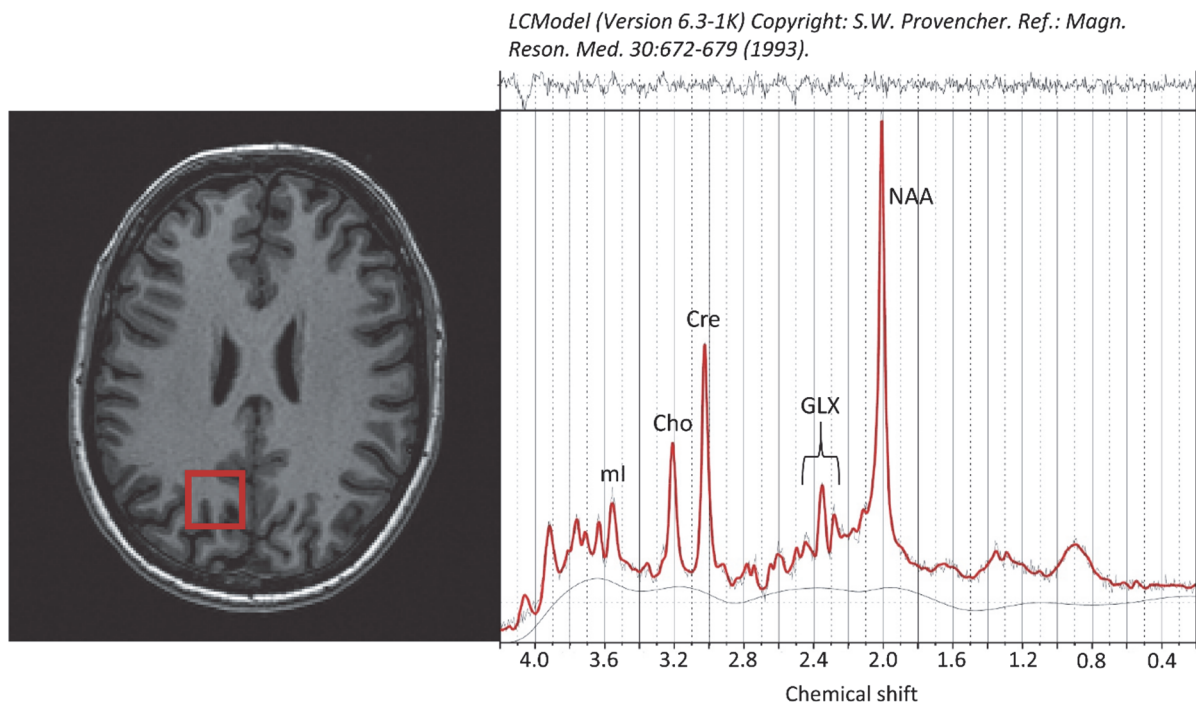 LCModel (Version 6.3-1K) Copyright: S.W. Provencher. Ref.: Magn.
Reson. Med. 30:672-679 (1993).
NAA
Cre
GLX
Cho
mI
4.0 3.6 3.2 2.8 2.4 2.0 1.6 1.2 0.8 0.4
Chemical shift